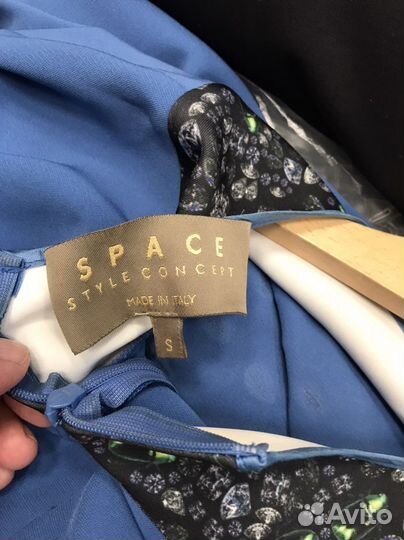 SPACE
STYLE CONCEPT
MADE IN ITALY
S
Avito